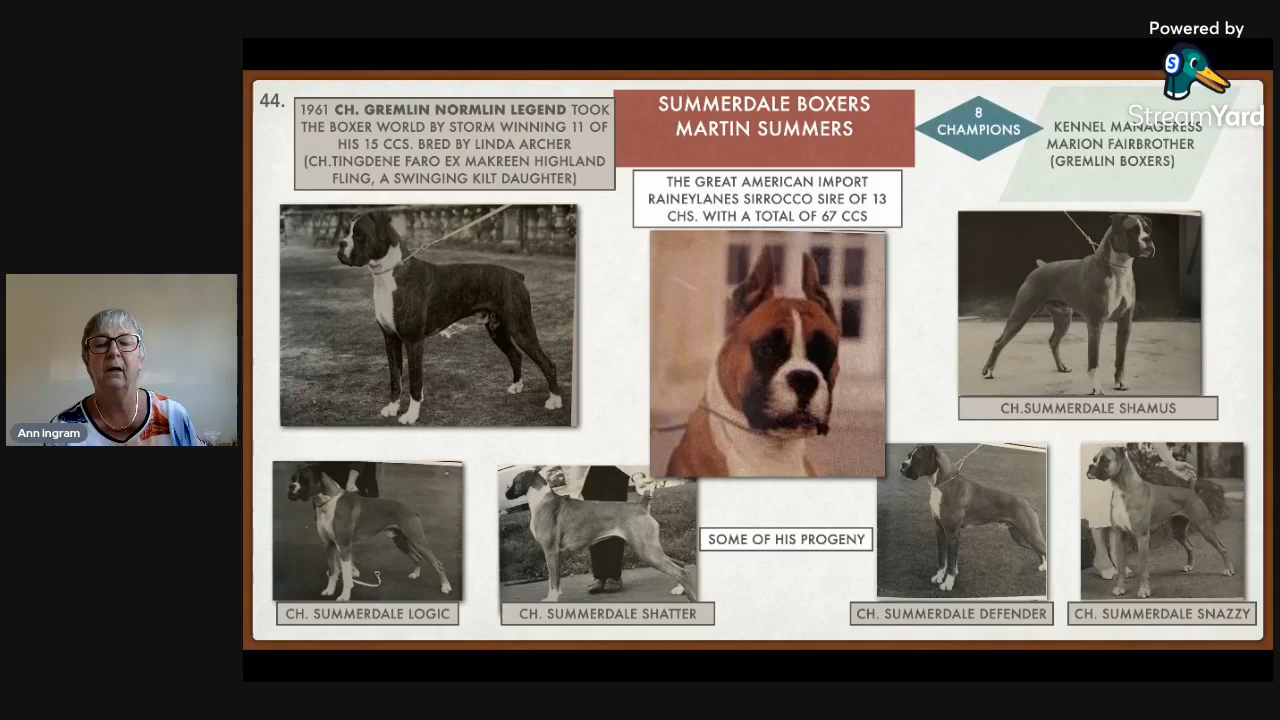 Powered by
S
StreamYard
44.
1961 CH. GREMLIN NORMLIN LEGEND TOOK
THE BOXER WORLD BY STORM WINNING 11 OF
HIS 15 CCS. BRED BY LINDA ARCHER
(CH.TINGDENE FARO EX MAKREEN HIGHLAND
FLING, A SWINGING KILT DAUGHTER)
SUMMERDALE BOXERS
MARTIN SUMMERS
8
CHAMPIONS
KENNEL MANAGERESS
MARION FAIRBROTHER
(GREMLIN BOXERS)
THE GREAT AMERICAN IMPORT
RAINEYLANES SIRROCCO SIRE OF 13
CHS. WITH A TOTAL OF 67 CCS
CH.SUMMERDALE SHAMUS
Ann Ingram
SOME OF HIS PROGENY
CH. SUMMERDALE LOGIC
CH. SUMMERDALE SHATTER
CH. SUMMERDALE DEFENDER
CH. SUMMERDALE SNAZZY